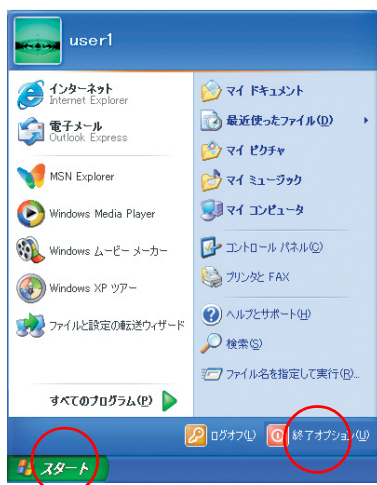 user1
インターネット
Internet Explorer
電子メール
Outlook Express
MSN Explorer
Windows Media Player
Windows ムービー メーカー
Windows XP ツアー
ファイルと設定の転送ウィザード
すべてのプログラム(P)
マイ ドキュメント
最近使ったファイル(D)
マイ ピクチャ
マイ ミュージック
マイ コンピュータ
コントロール パネル(C)
プリンタと FAX
ヘルプとサポート(H)
検索(S)
ファイル名を指定して実行(R)...
ログオフ(L)
終了オプション(U)
スタート